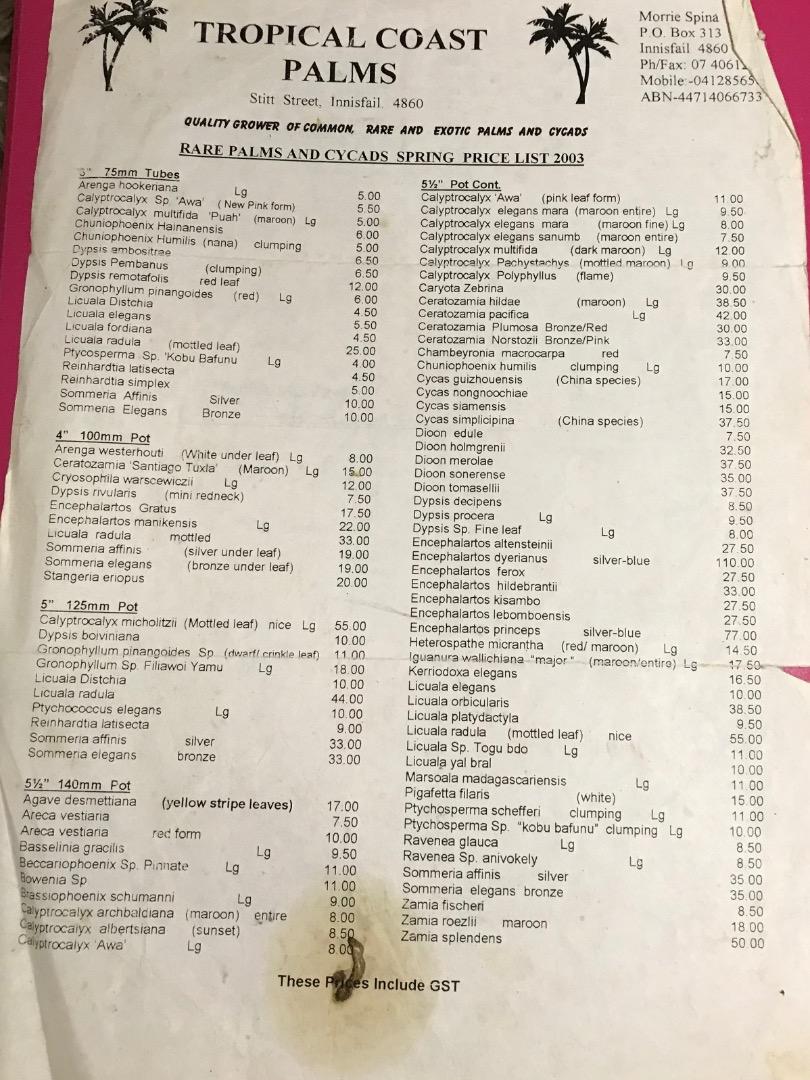 TROPICAL COAST
PALMS
Stitt Street, Innisfail 4860
Morrie Spina
P.O. Box 313
Innisfail 4860
Ph/Fax: 07 4061
Mobile:-04128565
ABN-44714066733
QUALITY GROWER OF COMMON, RARE AND EXOTIC PALMS AND CYCADS
RARE PALMS AND CYCADS SPRING PRICE LIST 2003
3" 75mm Tubes
Arenga hookeriana Lg 5.00
Calyptrocalyx Sp 'Awa' (New Pink form) 5.50
Calyptrocalyx multifida 'Puah' (maroon) Lg 5.00
Chuniophoenix Hainanensis 6.00
Chuniophoenix Humilis (nana) clumping 5.00
Dypsis ambositrae 6.50
Dypsis Pembanus (clumping) 6.50
Dypsis remotafolis red leaf 12.00
Gronophyllum pinangoides (red) Lg 6.00
Licuala Distchia 4.50
Licuala elegans 5.50
Licuala fordiana 4.50
Licuala radula (mottled leaf) 25.00
Ptycosperma Sp. 'Kobu Bafunu Lg 4.00
Reinhardtia latisecta 4.50
Reinhardtia simplex 5.00
Sommeria Affinis Silver 10.00
Sommeria Elegans Bronze 10.00
4" 100mm Pot
Arenga westerhouti (White under leaf) Lg 8.00
Ceratozamia 'Santiago Tuxla' (Maroon) Lg 15.00
Cryosophila warscewiczii Lg 12.00
Dypsis rivularis (mini redneck) 7.50
Encephalartos Gratus 17.50
Encephalartos manikensis Lg 22.00
Licuala radula mottled 33.00
Sommeria affinis (silver under leaf) 19.00
Sommeria elegans (bronze under leaf) 19.00
Stangeria eriopus 20.00
5" 125mm Pot
Calyptrocalyx micholitzii (Mottled leaf) nice Lg 55.00
Dypsis boiviniana 10.00
Gronophyllum pinangoides Sp (dwarf/ crinkle leaf) 11.00
Gronophyllum Sp. Filiawoi Yamu Lg 18.00
Licuala Distchia 10.00
Licuala radula 44.00
Ptychococcus elegans Lg 10.00
Reinhardtia latisecta 9.00
Sommeria affinis silver 33.00
Sommeria elegans bronze 33.00
5½" 140mm Pot
Agave desmettiana (yellow stripe leaves) 17.00
Areca vestiaria 7.50
Areca vestiaria red form 10.00
Basselinia gracilis Lg 9.50
Beccariophoenix Sp. Pinnate Lg 11.00
Bowenia Sp 11.00
Brassiophoenix schumanni Lg 9.00
Calyptrocalyx archbaldiana (maroon) entire 8.00
Calyptrocalyx albertsiana (sunset) 8.50
Calyptrocalyx 'Awa' Lg 8.00
5½" Pot Cont.
Calyptrocalyx 'Awa' (pink leaf form) 11.00
Calyptrocalyx elegans mara (maroon entire) Lg 9.50
Calyptrocalyx elegans mara (maroon fine) Lg 8.00
Calyptrocalyx elegans sanumb (maroon entire) 7.50
Calyptrocalyx multifida (dark maroon) Lg 12.00
Calyptrocalyx Pachystachys (mottled maroon) Lg 9.00
Calyptrocalyx Polyphyllus (flame) 9.50
Caryota Zebrina 30.00
Ceratozamia hildae (maroon) Lg 38.50
Ceratozamia pacifica Lg 42.00
Ceratozamia Plumosa Bronze/Red 30.00
Ceratozamia Norstozii Bronze/Pink 33.00
Chambeyronia macrocarpa red 7.50
Chuniophoenix humilis clumping Lg 10.00
Cycas guizhouensis (China species) 17.00
Cycas nongnoochiae 15.00
Cycas siamensis 15.00
Cycas simplicipina (China species) 37.50
Dioon edule 7.50
Dioon holmgrenii 32.50
Dioon merolae 37.50
Dioon sonerense 35.00
Dioon tomasellii 37.50
Dypsis decipens 8.50
Dypsis procera Lg 9.50
Dypsis Sp. Fine leaf Lg 8.00
Encephalartos altensteinii 27.50
Encephalartos dyerianus silver-blue 110.00
Encephalartos ferox 27.50
Encephalartos hildebrandtii 33.00
Encephalartos kisambo 27.50
Encephalartos lebomboensis 27.50
Encephalartos princeps silver-blue 77.00
Heterospathe micrantha (red/ maroon) Lg 14.50
Iguanura wallichiana "major" (maroon/entire) Lg 17.50
Kerriodoxa elegans 16.50
Licuala elegans 10.00
Licuala orbicularis 38.50
Licuala platydactyla 9.50
Licuala radula (mottled leaf) nice 55.00
Licuala Sp. Togu bdo Lg 11.00
Licuala yal bral 10.00
Marsoala madagascariensis Lg 11.00
Pigafetta filaris (white) 15.00
Ptychosperma schefferi clumping Lg 11.00
Ptychosperma Sp. "kobu bafunu" clumping Lg 10.00
Ravenea glauca Lg 8.50
Ravenea Sp. anivokely Lg 8.50
Sommeria affinis silver 35.00
Sommeria elegans bronze 35.00
Zamia fischeri 8.50
Zamia roezlii maroon 18.00
Zamia splendens 50.00
These Prices Include GST